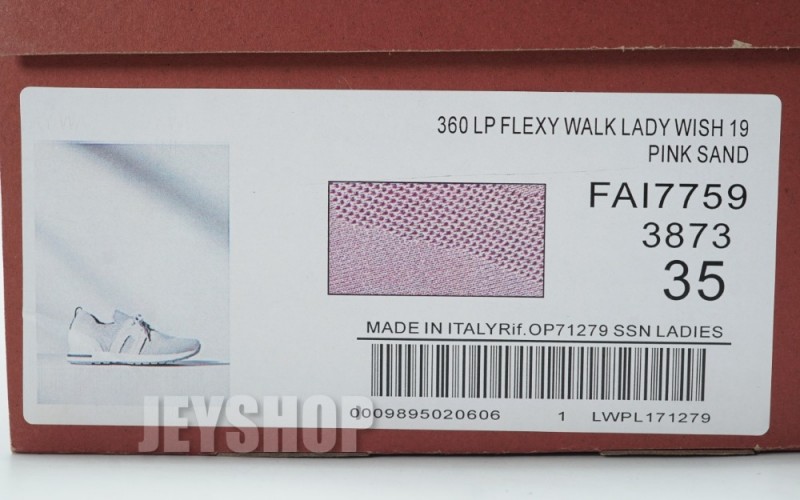 360 LP FLEXY WALK LADY WISH 19
PINK SAND
FAI7759
3873
35
MADE IN ITALYRif.OP71279 SSN LADIES
0009895020606 1 LWPL171279
JEYSHOP